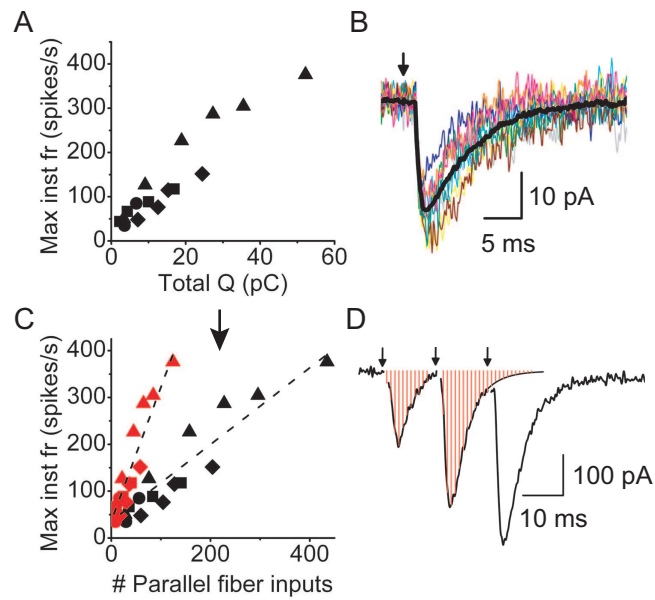 A
Max inst fr (spikes/s)
400
300
200
100
0
0
20
40
60
Total Q (pC)
B
10 pA
5 ms
C
Max inst fr (spikes/s)
400
300
200
100
0
0
200
400
# Parallel fiber inputs
D
100 pA
10 ms